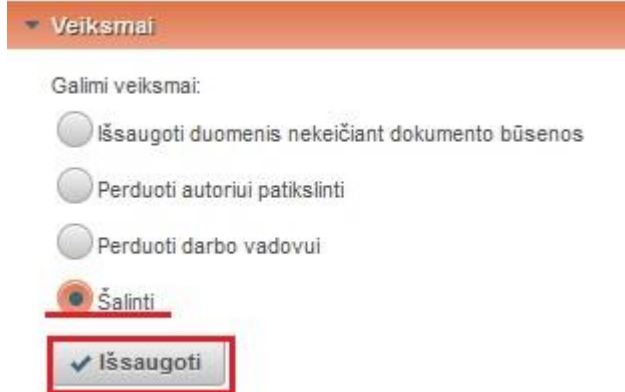 Veiksmai
Galimi veiksmai:
Išsaugoti duomenis nekeičiant dokumento būsenos
Perduoti autoriui patikslinti
Perduoti darbo vadovui
Šalinti
Išsaugoti